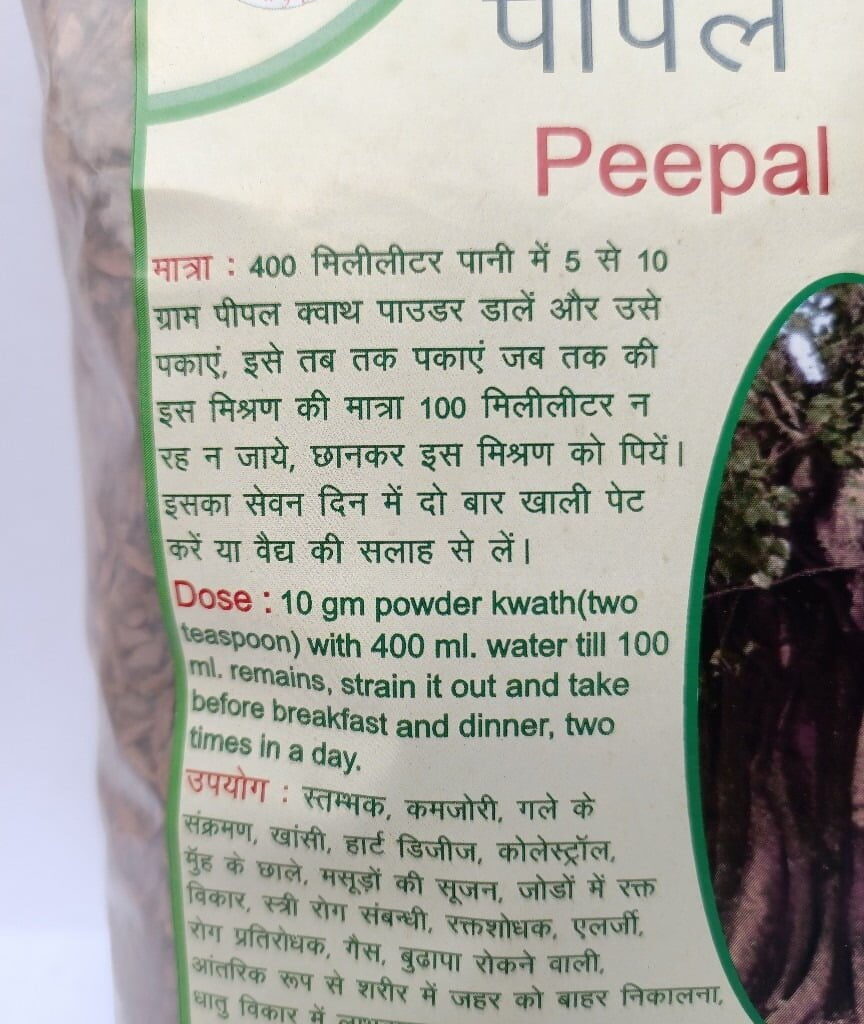 पीपल
Peepal
मात्रा : 400 मिलीलीटर पानी में 5 से 10
ग्राम पीपल क्वाथ पाउडर डालें और उसे
पकाएं, इसे तब तक पकाएं जब तक की
इस मिश्रण की मात्रा 100 मिलीलीटर न
रह न जाये, छानकर इस मिश्रण को पियें।
इसका सेवन दिन में दो बार खाली पेट
करें या वैद्य की सलाह से लें।
Dose : 10 gm powder kwath(two
teaspoon) with 400 ml. water till 100
ml. remains, strain it out and take
before breakfast and dinner, two
times in a day.
उपयोग : स्तम्भक, कमजोरी, गले के
संक्रमण, खांसी, हार्ट डिजीज, कोलेस्ट्रॉल,
मुँह के छाले, मसूड़ों की सूजन, जोडों में रक्त
विकार, स्त्री रोग संबन्धी, रक्तशोधक, एलर्जी,
रोग प्रतिरोधक, गैस, बुढापा रोकने वाली,
आंतरिक रूप से शरीर में जहर को बाहर निकालना,
धातु विकार में